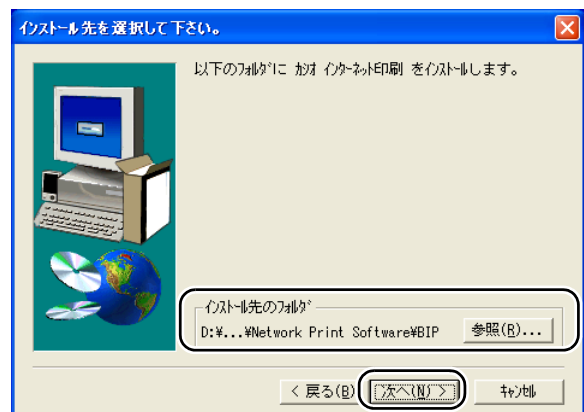 インストール先を選択して下さい。
以下のフォルダに カシオ インターネット印刷 をインストールします。
インストール先のフォルダ
D:¥...¥Network Print Software¥BIP
参照(R)...
< 戻る(B)
次へ(N) >
キャンセル